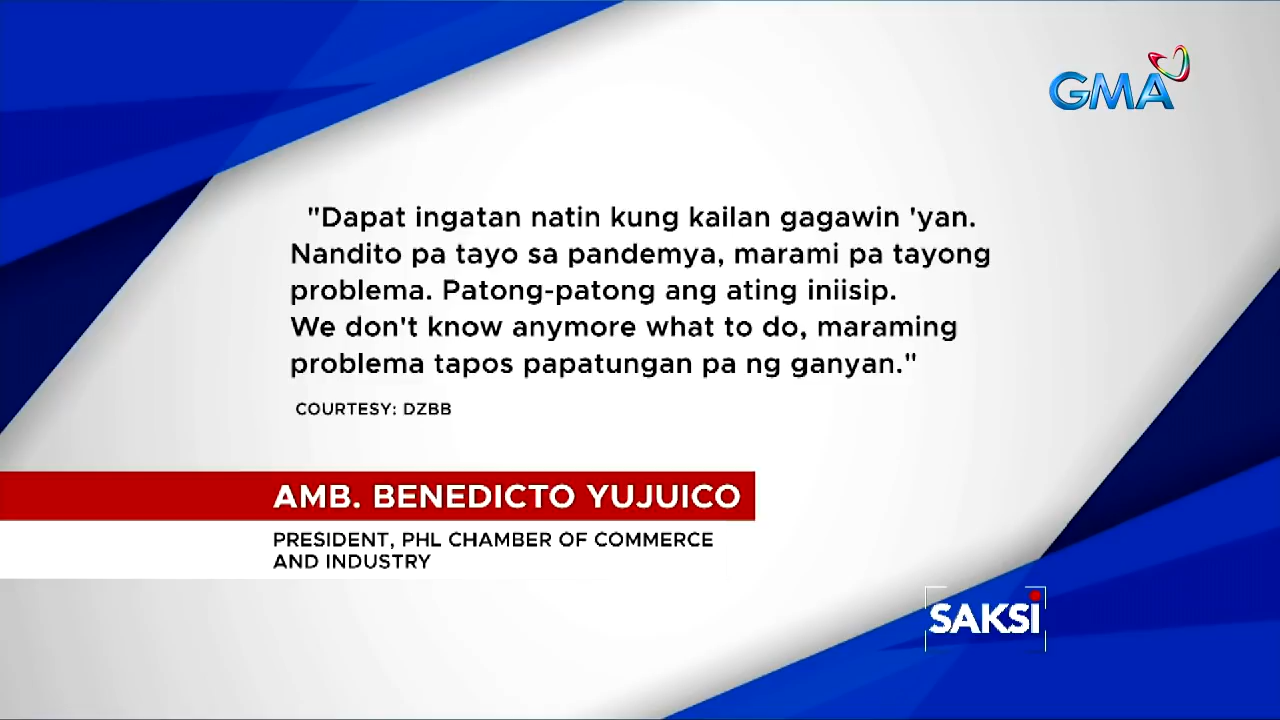 GMA
"Dapat ingatan natin kung kailan gagawin 'yan.
Nandito pa tayo sa pandemya, marami pa tayong
problema. Patong-patong ang ating iniisip.
We don't know anymore what to do, maraming
problema tapos papatungan pa ng ganyan."
COURTESY: DZBB
AMB. BENEDICTO YUJUICO
PRESIDENT, PHL CHAMBER OF COMMERCE
AND INDUSTRY
SAKSi